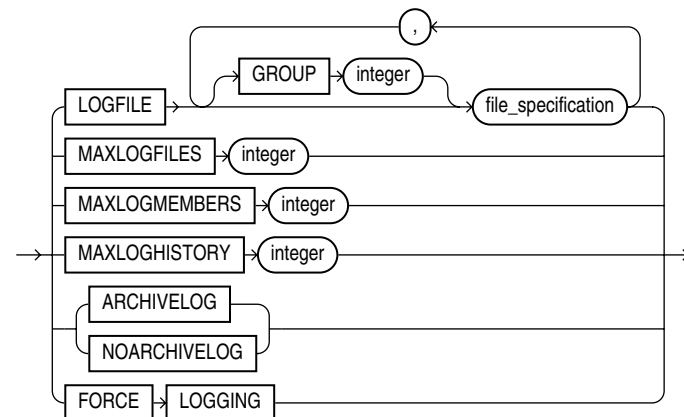 ,
GROUP integer
LOGFILE file_specification
MAXLOGFILES integer
MAXLOGMEMBERS integer
MAXLOGHISTORY integer
ARCHIVELOG
NOARCHIVELOG
FORCE LOGGING